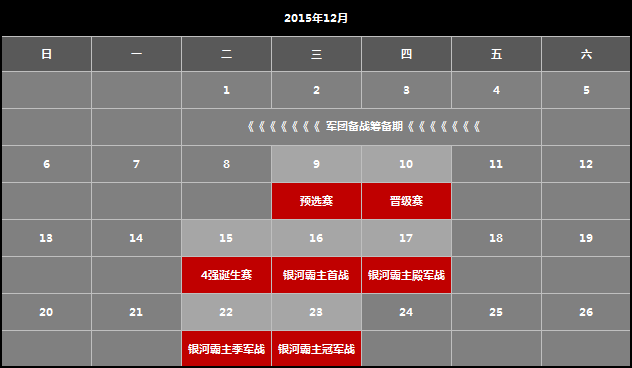 2015年12月
日 一 二 三 四 五 六
1 2 3 4 5
《《《《《《《 军团备战筹备期《《《《《《《
6 7 8 9 10 11 12
预选赛 晋级赛
13 14 15 16 17 18 19
4强诞生赛 银河霸主首战 银河霸主殿军战
20 21 22 23 24 25 26
银河霸主季军战 银河霸主冠军战